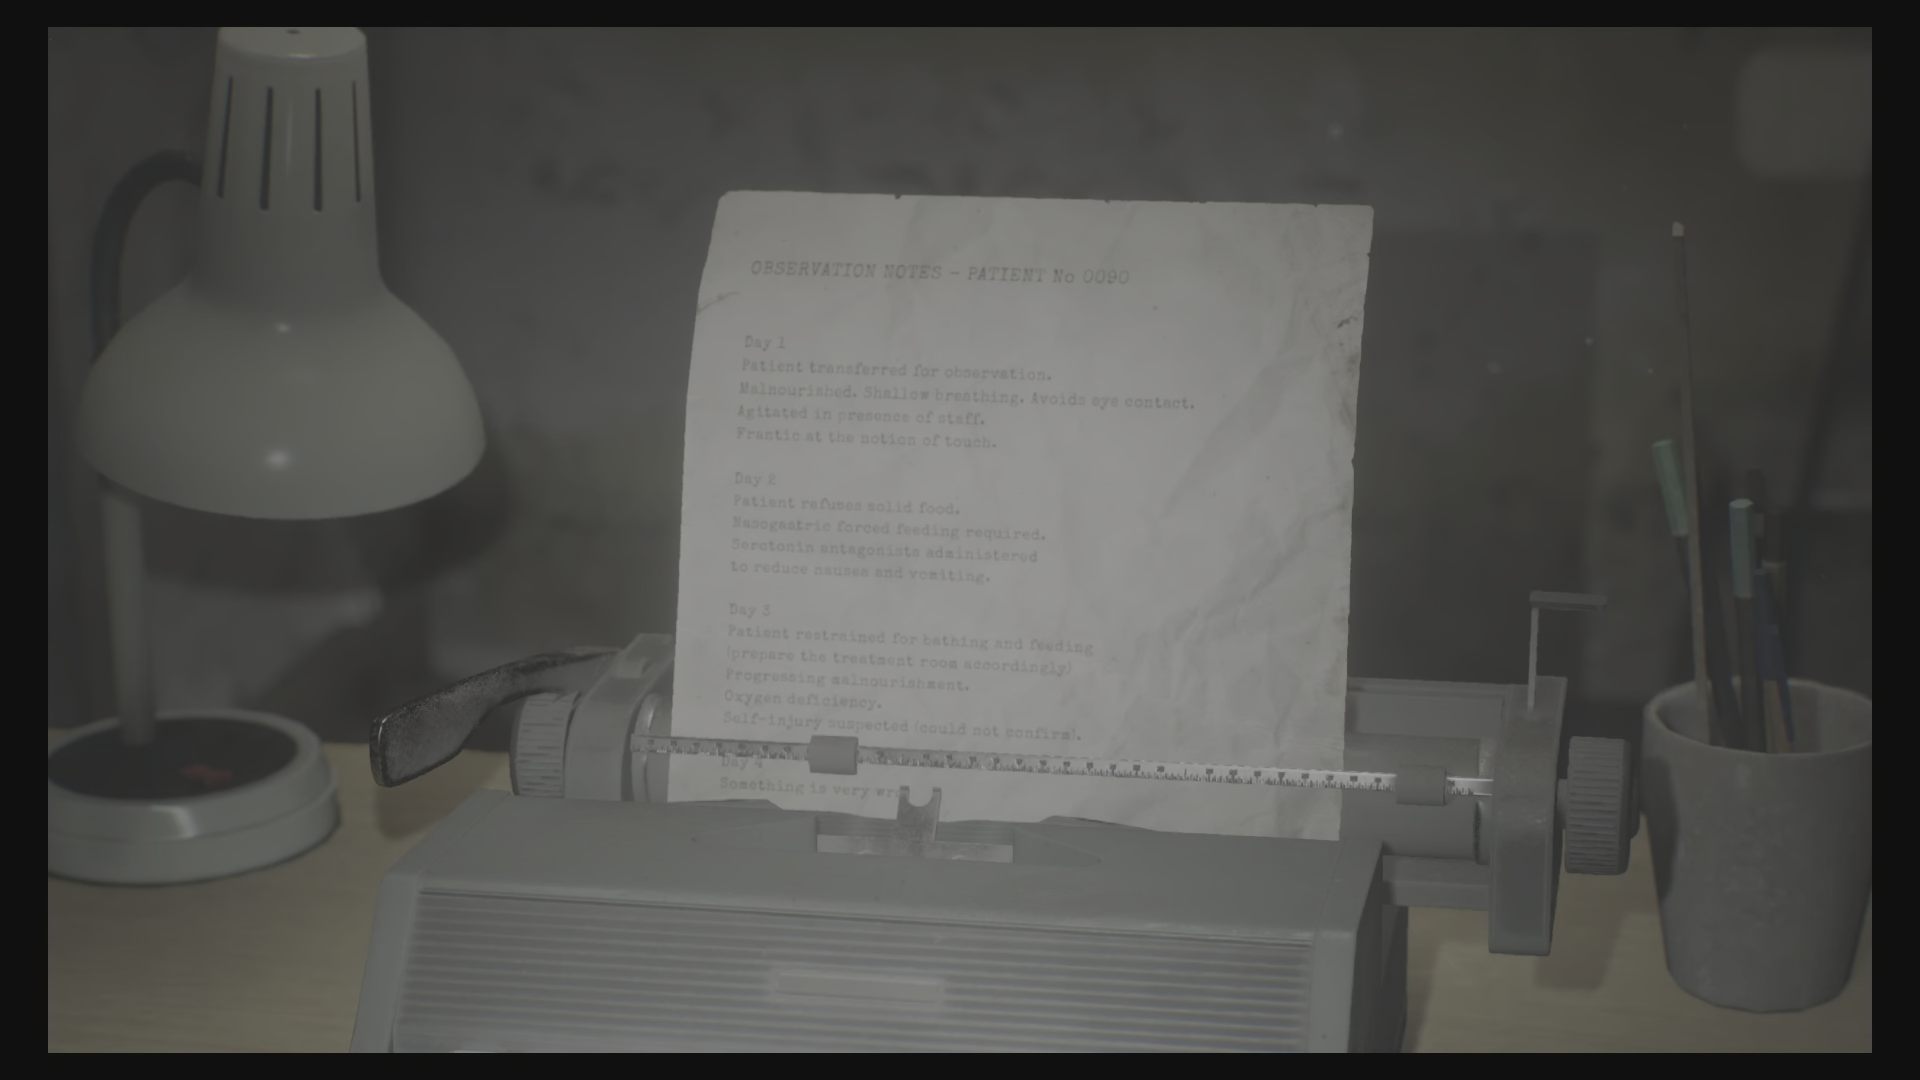 OBSERVATION NOTES - PATIENT No 0090
Day 1
Patient transferred for observation.
Malnourished. Shallow breathing. Avoids eye contact.
Agitated in presence of staff.
Frantic at the notion of touch.
Day 2
Patient refuses solid food.
Nasogastric forced feeding required.
Serotonin antagonists administered
to reduce nausea and vomiting.
Day 3
Patient restrained for bathing and feeding
(prepare the treatment room accordingly)
Progressing malnourishment.
Oxygen deficiency.
Self-injury suspected (could not confirm).
Day 4
Something is very